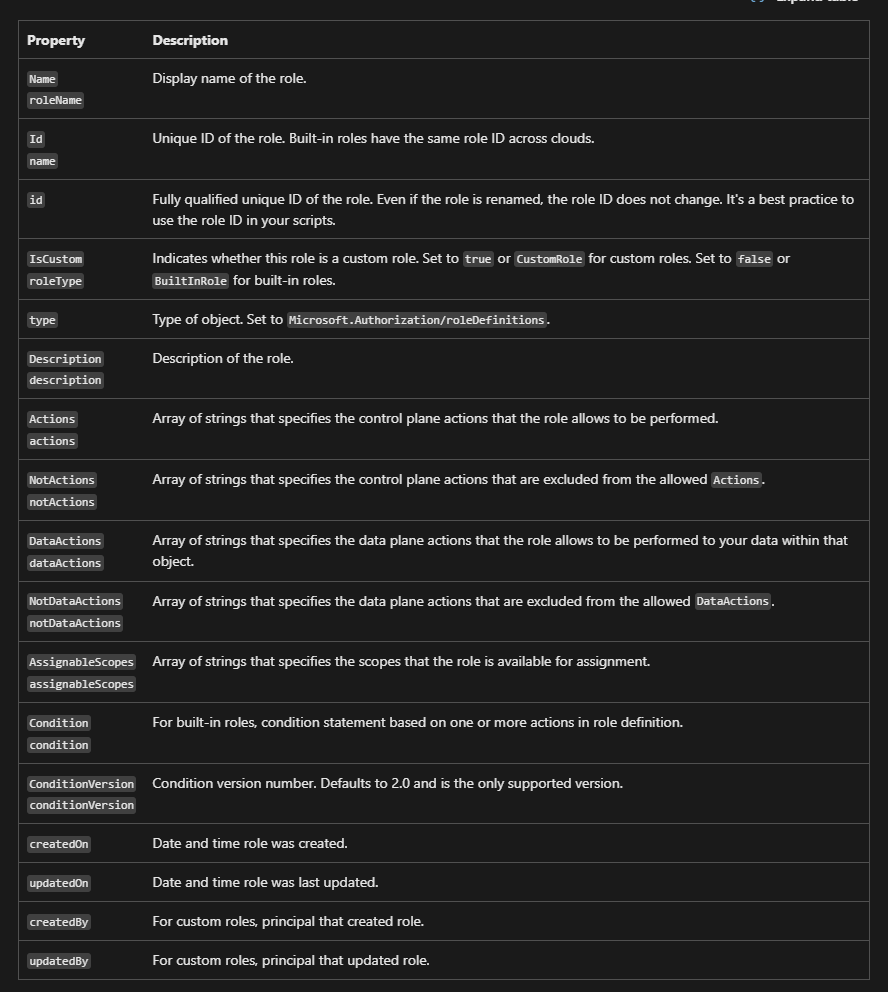 Property Description
Name
roleName
Display name of the role.
Id
name
Unique ID of the role. Built-in roles have the same role ID across clouds.
id
Fully qualified unique ID of the role. Even if the role is renamed, the role ID does not change. It's a best practice to
use the role ID in your scripts.
IsCustom
roleType
Indicates whether this role is a custom role. Set to true or CustomRole for custom roles. Set to false or
BuiltInRole for built-in roles.
type
Type of object. Set to Microsoft.Authorization/roleDefinitions.
Description
description
Description of the role.
Actions
actions
Array of strings that specifies the control plane actions that the role allows to be performed.
NotActions
notActions
Array of strings that specifies the control plane actions that are excluded from the allowed Actions.
DataActions
dataActions
Array of strings that specifies the data plane actions that the role allows to be performed to your data within that
object.
NotDataActions
notDataActions
Array of strings that specifies the data plane actions that are excluded from the allowed DataActions.
AssignableScopes
assignableScopes
Array of strings that specifies the scopes that the role is available for assignment.
Condition
condition
For built-in roles, condition statement based on one or more actions in role definition.
ConditionVersion
conditionVersion
Condition version number. Defaults to 2.0 and is the only supported version.
createdOn
Date and time role was created.
updatedOn
Date and time role was last updated.
createdBy
For custom roles, principal that created role.
updatedBy
For custom roles, principal that updated role.